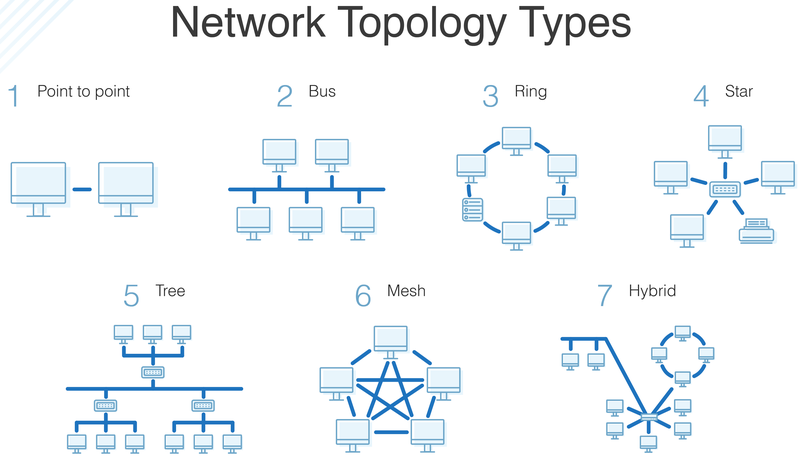 Network Topology Types
1 Point to point
2 Bus
3 Ring
4 Star
5 Tree
6 Mesh
7 Hybrid